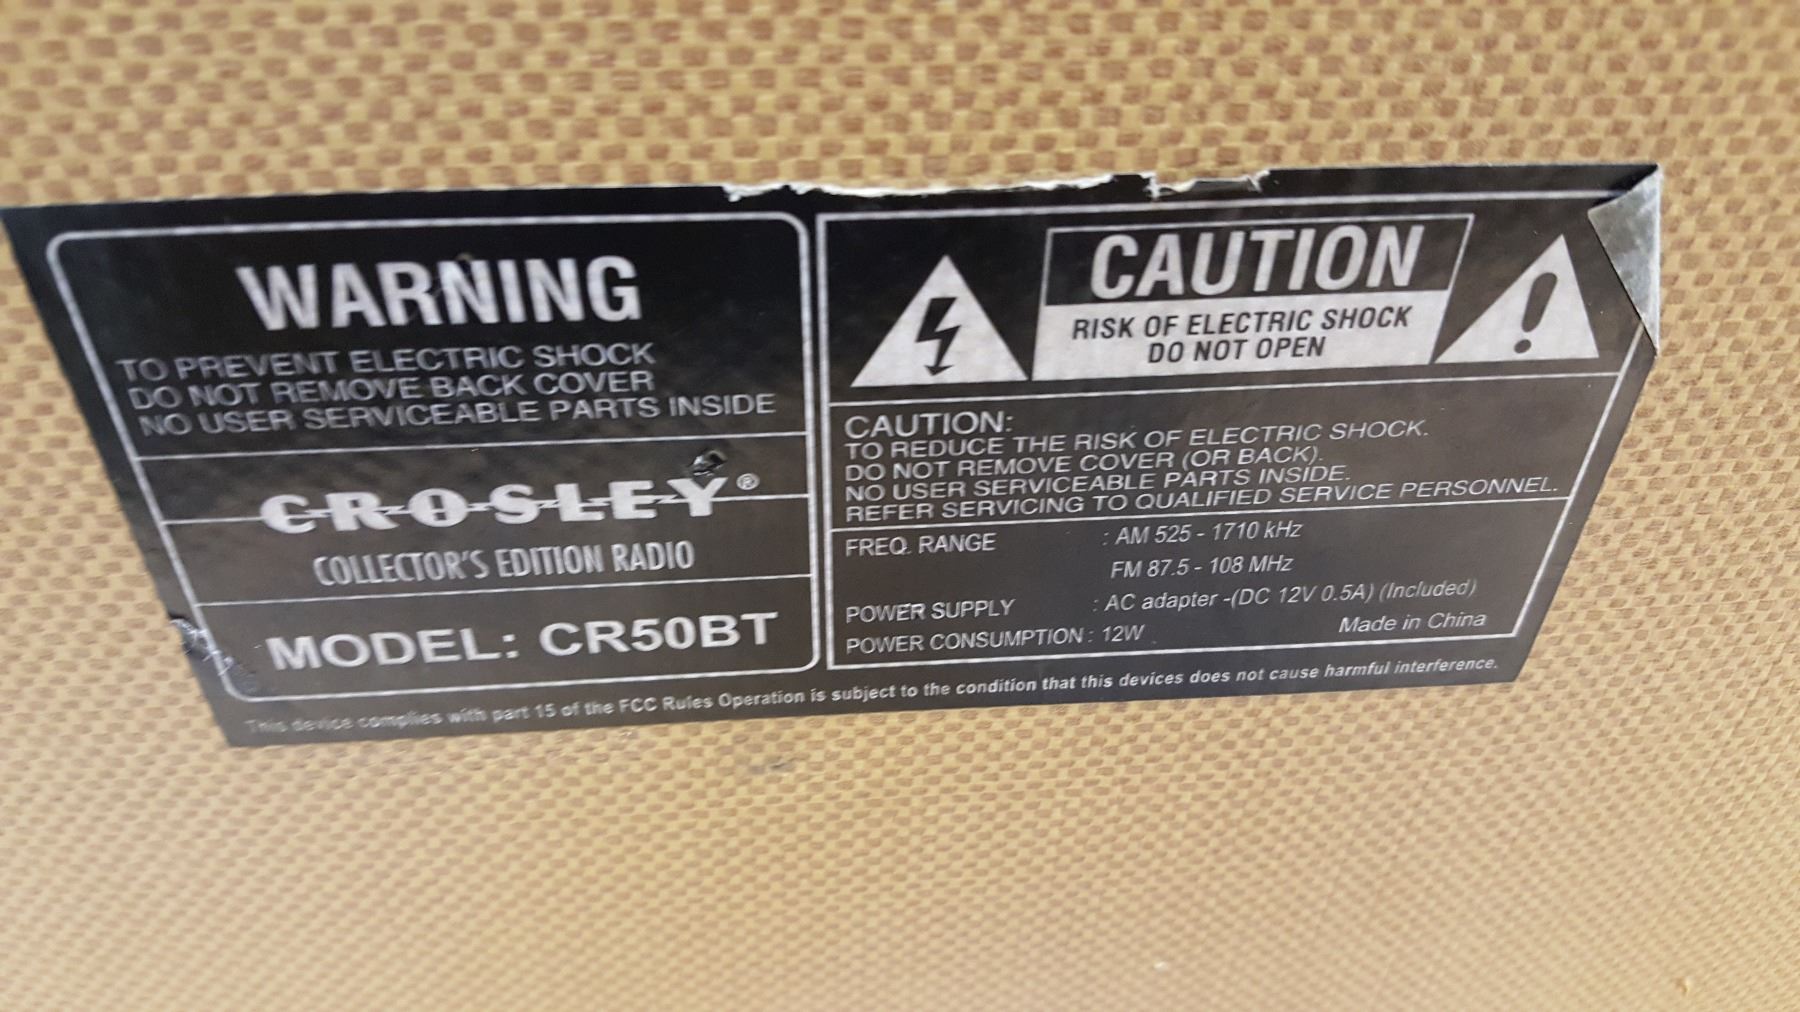 WARNING
TO PREVENT ELECTRIC SHOCK
DO NOT REMOVE BACK COVER
NO USER SERVICEABLE PARTS INSIDE
CROSLEY®
COLLECTOR'S EDITION RADIO
MODEL: CR50BT
CAUTION
RISK OF ELECTRIC SHOCK
DO NOT OPEN
CAUTION:
TO REDUCE THE RISK OF ELECTRIC SHOCK.
DO NOT REMOVE COVER (OR BACK).
NO USER SERVICEABLE PARTS INSIDE.
REFER SERVICING TO QUALIFIED SERVICE PERSONNEL.
FREQ. RANGE : AM 525 - 1710 kHz
FM 87.5 - 108 MHz
POWER SUPPLY : AC adapter -(DC 12V 0.5A) (Included)
POWER CONSUMPTION : 12W
Made in China
This device complies with part 15 of the FCC Rules Operation is subject to the condition that this devices does not cause harmful interference.